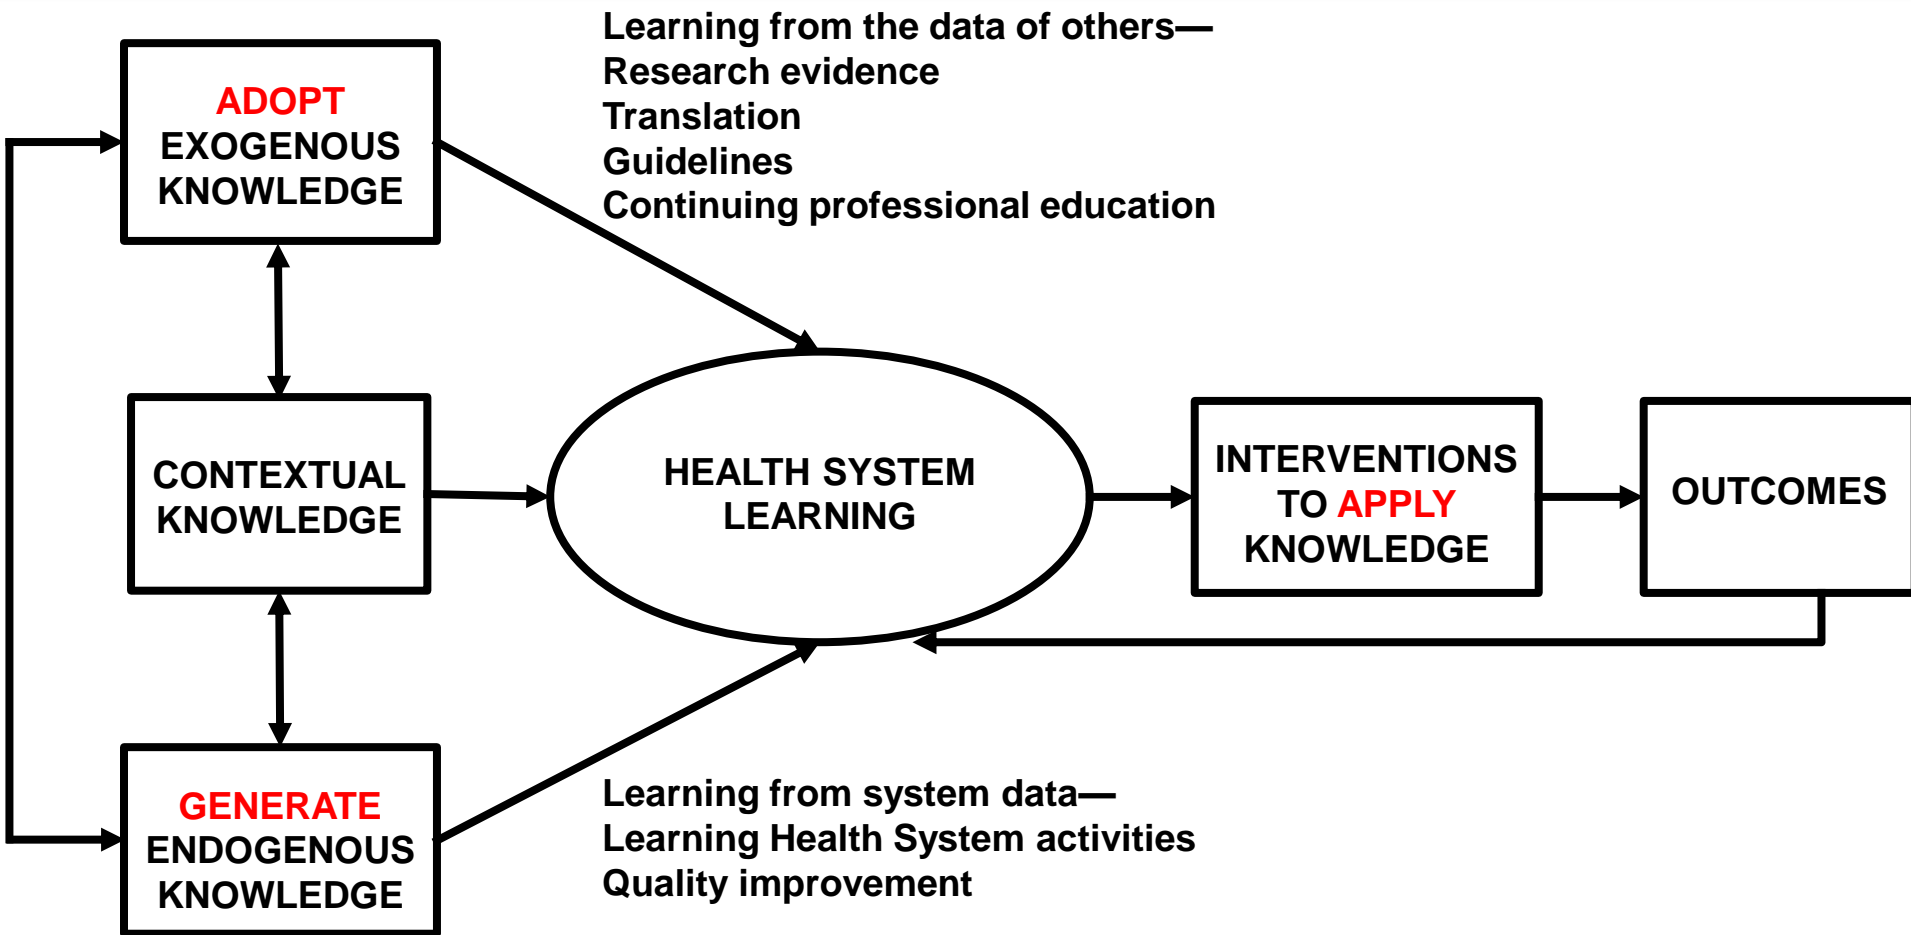 Learning from the data of others—
Research evidence
Translation
Guidelines
Continuing professional education
ADOPT
EXOGENOUS
KNOWLEDGE
CONTEXTUAL
KNOWLEDGE
HEALTH SYSTEM
LEARNING
INTERVENTIONS
TO APPLY
KNOWLEDGE
OUTCOMES
GENERATE
ENDOGENOUS
KNOWLEDGE
Learning from system data—
Learning Health System activities
Quality improvement